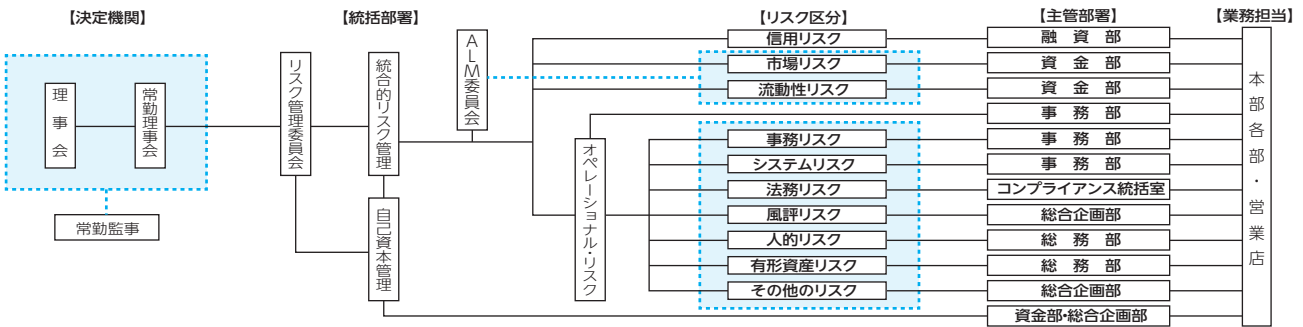 【決定機関】
【統括部署】
【リスク区分】
【主管部署】
【業務担当】
理事会
常勤理事会
常勤監事
リスク管理委員会
統合的リスク管理
自己資本管理
ALM委員会
オペレーショナル・リスク
信用リスク
融資部
市場リスク
資金部
流動性リスク
資金部
事務部
事務リスク
事務部
システムリスク
事務部
法務リスク
コンプライアンス統括室
風評リスク
総合企画部
人的リスク
総務部
有形資産リスク
総務部
その他のリスク
総合企画部
資金部・総合企画部
本部各部・営業店